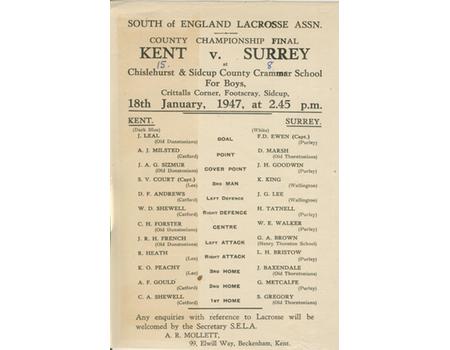 SOUTH of ENGLAND LACROSSE ASSN.
COUNTY CHAMPIONSHIP FINAL
KENT v. SURREY
15. at 8
Chislehurst & Sidcup County Grammar School
For Boys,
Crittalls Corner, Footscray, Sidcup,
18th January, 1947, at 2.45 p.m.
KENT. SURREY.
(Dark Blue) (White)
J. LEAL GOAL F.D. EWEN (Capt.)
(Old Dunstonians) (Purley)
A. J. MILSTED POINT D. MARSH
(Catford) (Old Thorntonians)
J. A. G. SIZMUR COVER POINT J. H. GOODWIN
(Old Dunstonians) (Purley)
S. V. COURT (Capt.) 3RD MAN K. KING
(Lee) (Wallington)
D. F. ANDREWS LEFT DEFENCE J. G. LEE
(Catford) (Old Thorntonians)
W. D. SHEWELL RIGHT DEFENCE H. TATNELL
(Catford) (Purley)
C. H. FORSTER CENTRE W. E. WALKER
(Old Dunstonians) (Purley)
J. R. H. FRENCH LEFT ATTACK G. A. BROWN
(Old Dunstonians) (Henry Thornton School)
R. HEATH RIGHT ATTACK L. H. BRISTOW
(Lee) (Purley)
K. O. PEACHY 3RD HOME J. BAXENDALE
(Lee) (Old Thorntonians)
A. F. GOULD 2ND HOME G. METCALFE
(Catford) (Purley)
C. A. SHEWELL 1ST HOME S. GREGORY
(Catford) (Old Thorntonians)
Any enquiries with reference to Lacrosse will be
welcomed by the Secretary S.E.L.A.
A. R. MOLLETT,
99, Elwill Way, Beckenham, Kent.